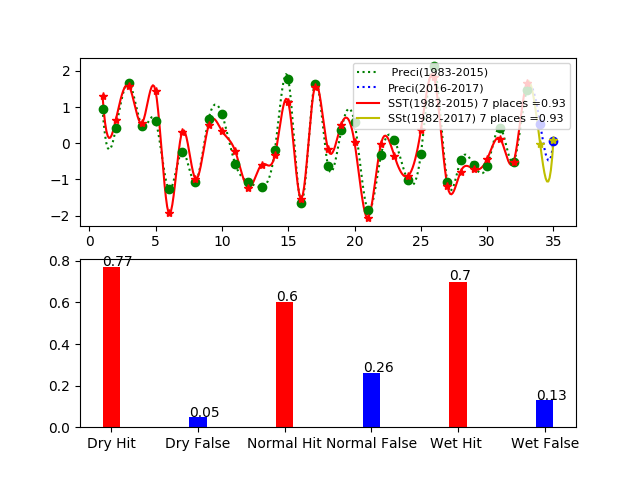 2
1
0
−1
−2
Preci(1983-2015)
Preci(2016-2017)
SST(1982-2015) 7 places =0.93
SSt(1982-2017) 7 places =0.93
0 5 10 15 20 25 30 35
0.8
0.6
0.4
0.2
0.0
0.77
0.05
0.6
0.26
0.7
0.13
Dry Hit Dry False Normal Hit Normal False Wet Hit Wet False